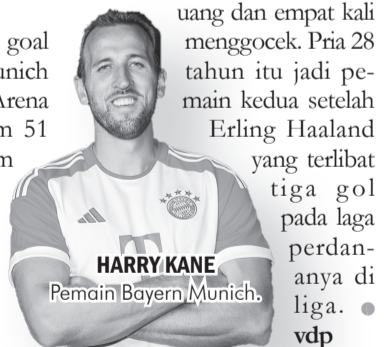 goal
unich
Arena
m 51
m
uang dan empat kali
menggocek. Pria 28
tahun itu jadi pe-
main kedua setelah
Erling Haaland
yang terlibat
tiga gol
pada laga
perdan-
anya di
liga.
vdp
HARRY KANE
Pemain Bayern Munich.